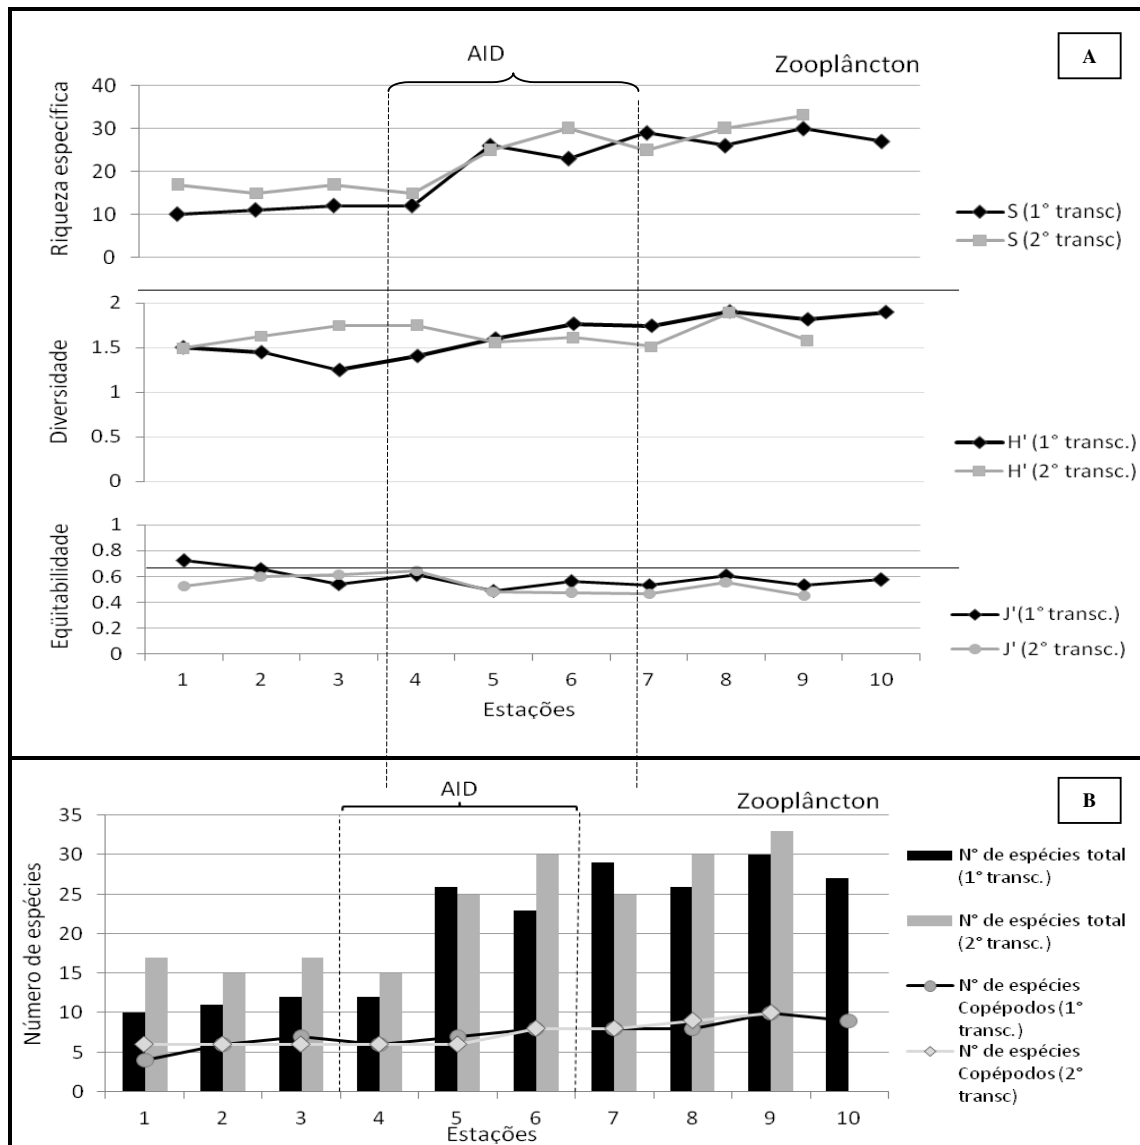 AID
Zooplâncton
A
Riqueza específica
40
30
20
10
0
S (1° transc)
S (2° transc)
Diversidade
2
1.5
1
0.5
0
H' (1° transc.)
H' (2° transc.)
Eqüitabilidade
1
0.8
0.6
0.4
0.2
0
J' (1° transc.)
J' (2° transc.)
1 2 3 4 5 6 7 8 9 10
Estações
AID
Zooplâncton
B
Número de espécies
35
30
25
20
15
10
5
0
N° de espécies total
(1° transc.)
N° de espécies total
(2° transc.)
N° de espécies
Copépodos (1°
transc.)
N° de espécies
Copépodos (2°
transc)
1 2 3 4 5 6 7 8 9 10
Estações